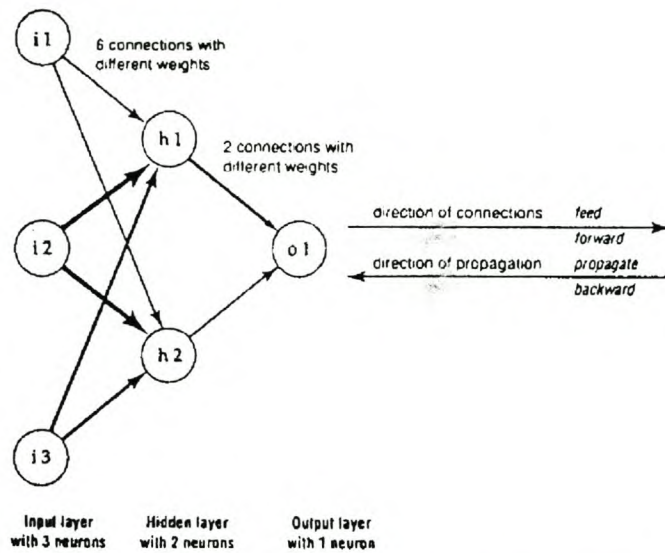 i1
6 connections with
different weights
h1
2 connections with
different weights
i2
o1
direction of connections feed
forward
direction of propagation propagate
backward
h2
i3
Input layer
with 3 neurons
Hidden layer
with 2 neurons
Output layer
with 1 neuron